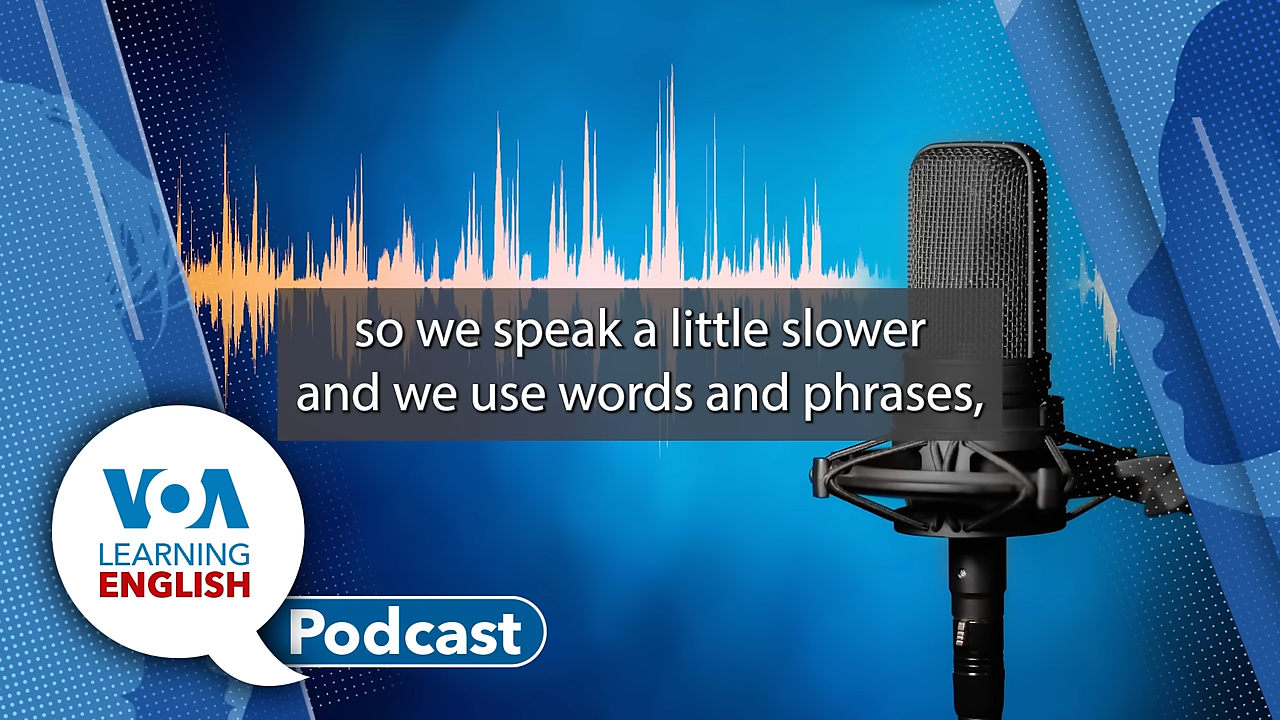 so we speak a little slower
and we use words and phrases,
VOA
LEARNING
ENGLISH
Podcast